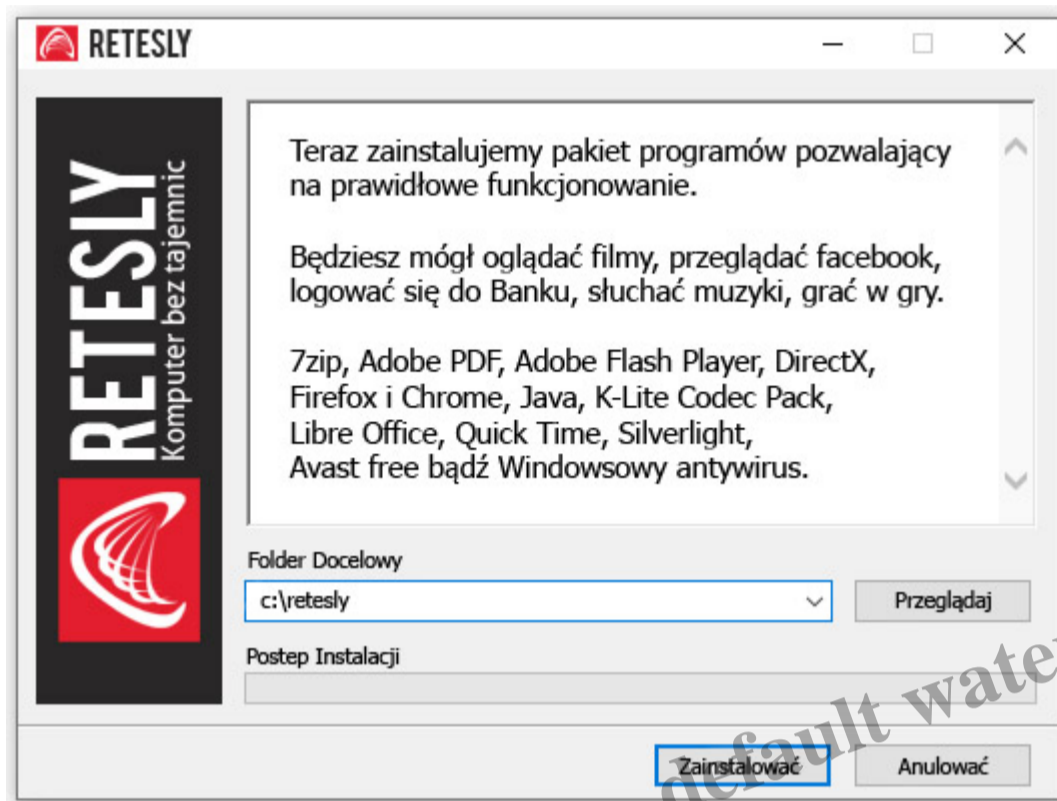 RETESLY
RETESLY
Komputer bez tajemnic
Teraz zainstalujemy pakiet programów pozwalający
na prawidłowe funkcjonowanie.
Będziesz mógł oglądać filmy, przeglądać facebook,
logować się do Banku, słuchać muzyki, grać w gry.
7zip, Adobe PDF, Adobe Flash Player, DirectX,
Firefox i Chrome, Java, K-Lite Codec Pack,
Libre Office, Quick Time, Silverlight,
Avast free bądź Windowsowy antywirus.
Folder Docelowy
c:\retesly
Przeglądaj
Postep Instalacji
Zainstalować
Anulować
default